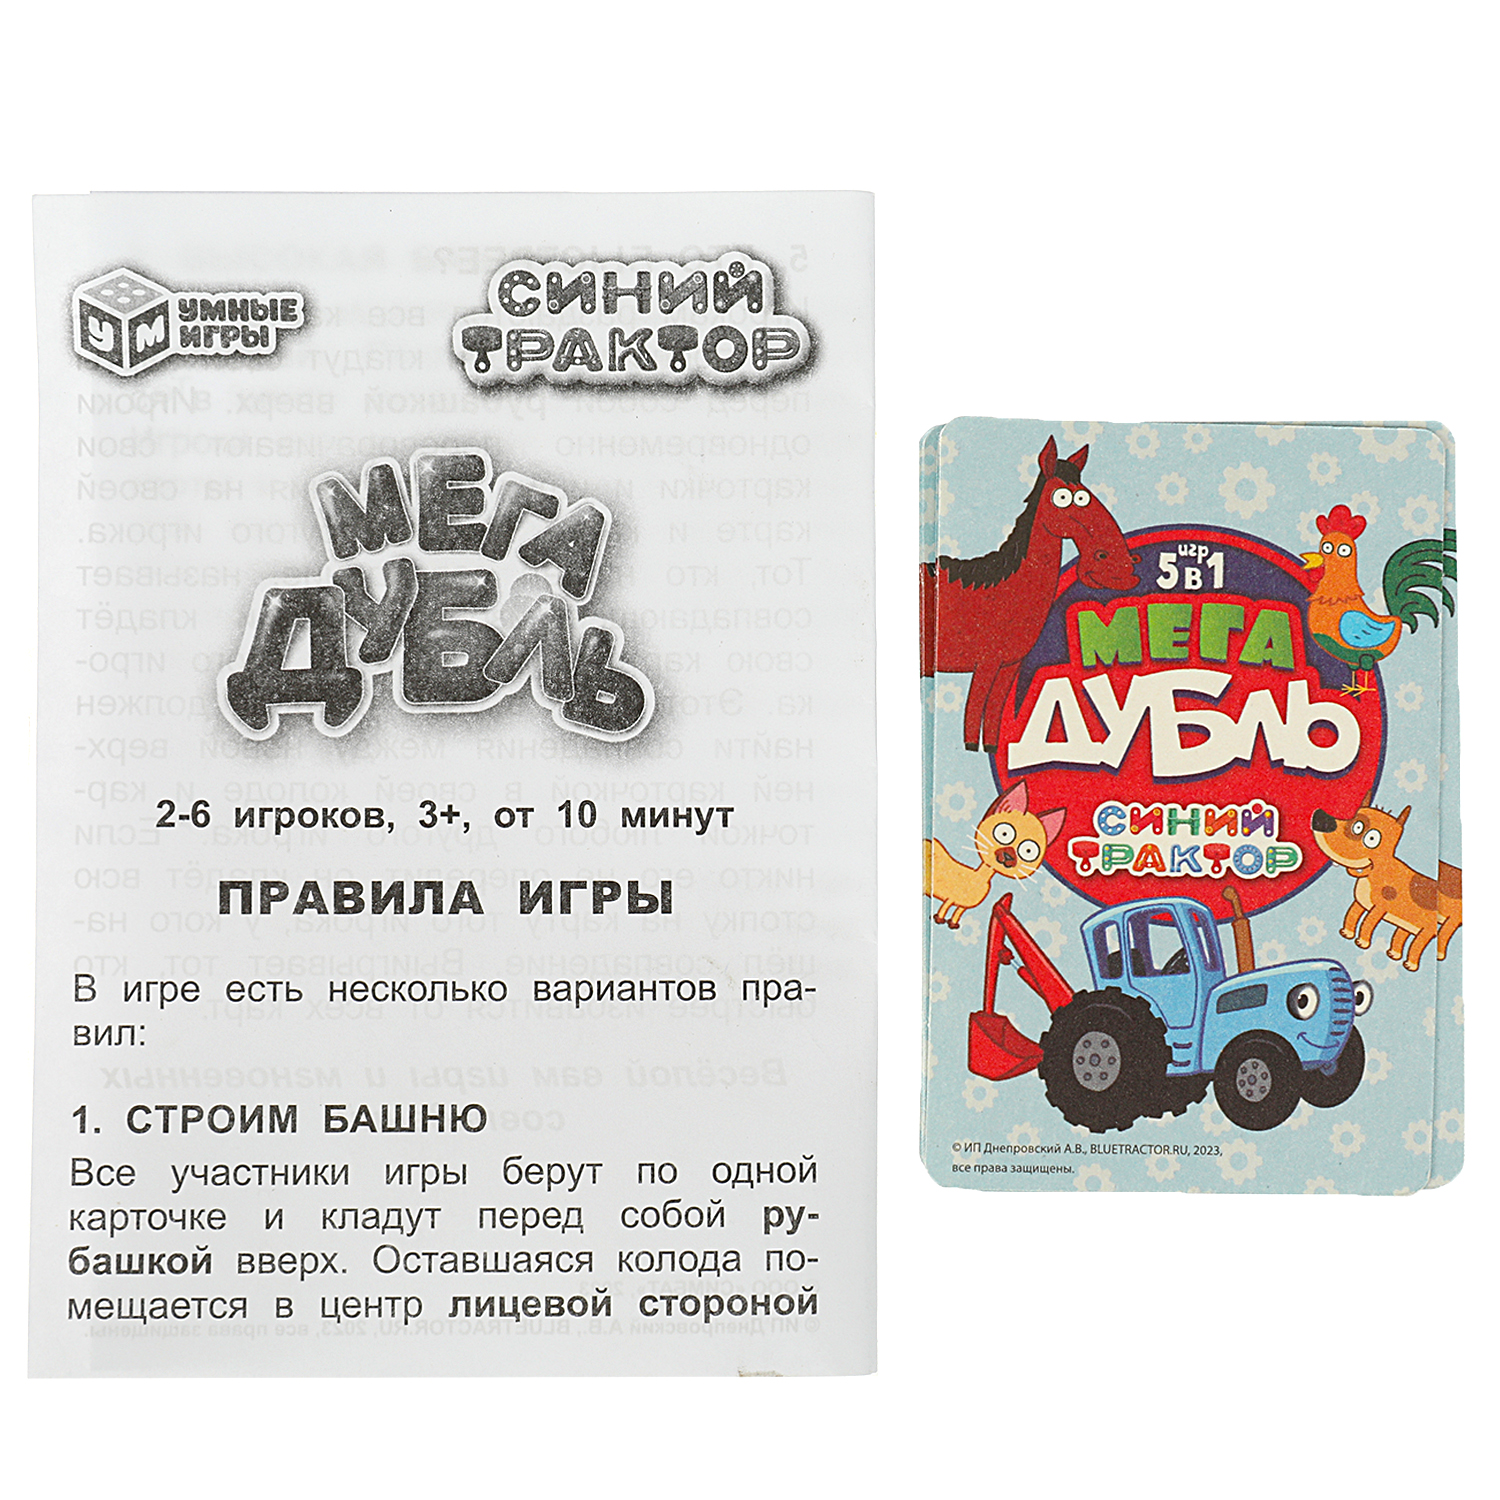 УМ
УМНЫЕ
ИГРЫ
СИНИЙ
ТРАКТОР
МЕГА
ДУБЛЬ
2-6 игроков, 3+, от 10 минут
ПРАВИЛА ИГРЫ
В игре есть несколько вариантов пра-
вил:
1. СТРОИМ БАШНЮ
Все участники игры берут по одной
карточке и кладут перед собой ру-
башкой вверх. Оставшаяся колода по-
мещается в центр лицевой стороной
5 игр в 1
МЕГА
ДУБЛЬ
СИНИЙ
ТРАКТОР
© ИП Днепровский А.В., BLUETRACTOR.RU, 2023,
все права защищены.